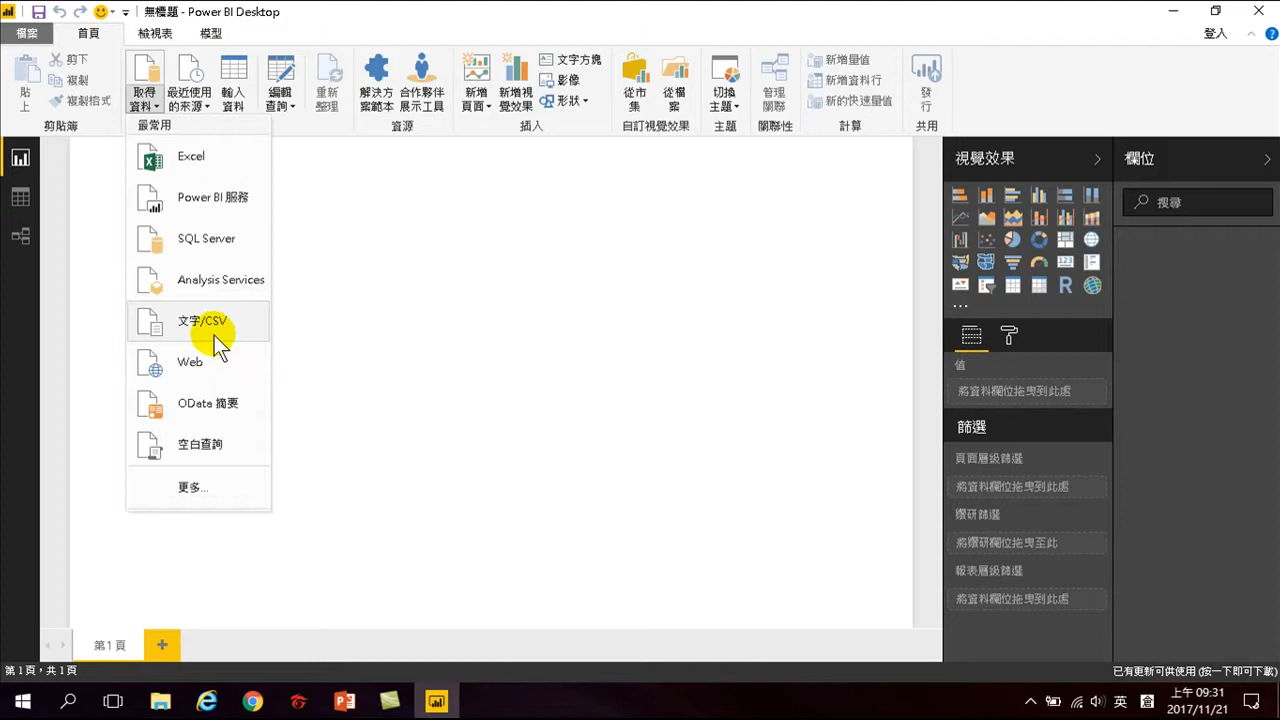 無標題 - Power BI Desktop
檔案 首頁 檢視表 模型 登入
貼上
剪下
複製
複製格式
剪貼簿
取得資料
最近使用的來源
輸入資料
編輯查詢
重新整理
解決方案範本
合作夥伴展示工具
資源
新增頁面
新增視覺效果
文字方塊
影像
形狀
插入
從市集
從檔案
自訂視覺效果
切換主題
主題
管理關聯
關聯性
新增量值
新增資料行
新的快速量值
計算
發行
共用
最常用
Excel
Power BI 服務
SQL Server
Analysis Services
文字/CSV
Web
OData 摘要
空白查詢
更多...
視覺效果
R
值
將資料欄位拖曳到此處
篩選
頁面層級篩選
將資料欄位拖曳到此處
鑽研篩選
將鑽研欄位拖曳至此
報表層級篩選
將資料欄位拖曳到此處
欄位
搜尋
第 1 頁
第 1 頁，共 1 頁
已有更新可供使用 (按一下即可下載)
英
上午 09:31
2017/11/21